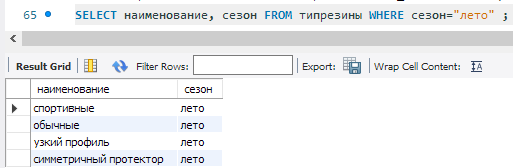 65 SELECT наименование, сезон FROM типрезины WHERE сезон="лето" ;
Result Grid Filter Rows: Export: Wrap Cell Content: IA
наименование сезон
спортивные лето
обычные лето
узкий профиль лето
симметричный протектор лето